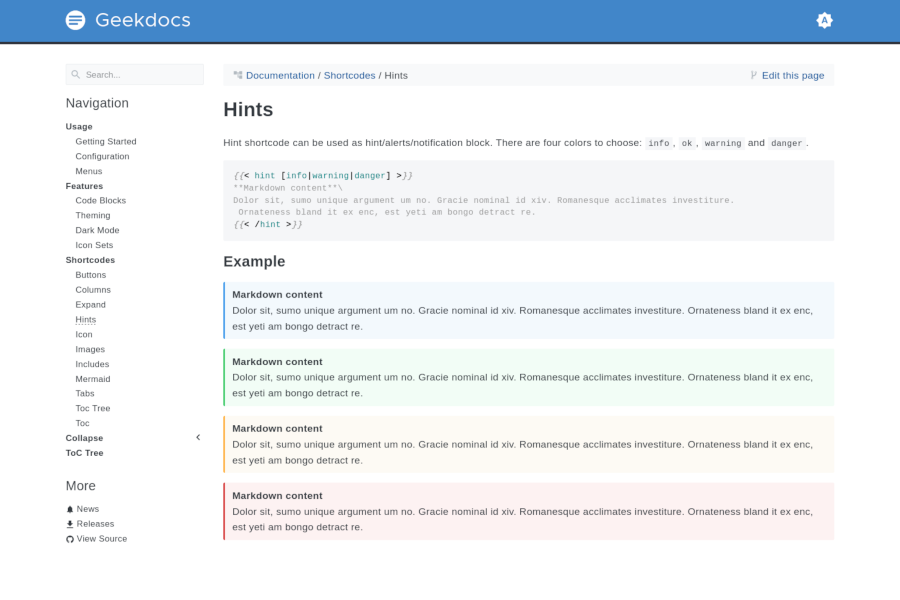 Geekdocs
A
Search...
Navigation
Usage
Getting Started
Configuration
Menus
Features
Code Blocks
Theming
Dark Mode
Icon Sets
Shortcodes
Buttons
Columns
Expand
Hints
Icon
Images
Includes
Mermaid
Tabs
Toc Tree
Toc
Collapse
ToC Tree
More
News
Releases
View Source
Documentation / Shortcodes / Hints
Edit this page
Hints
Hint shortcode can be used as hint/alerts/notification block. There are four colors to choose: info, ok, warning and danger.
{{< hint [info|warning|danger] >}}
**Markdown content**\
Dolor sit, sumo unique argument um no. Gracie nominal id xiv. Romanesque acclimates investiture.
 Ornateness bland it ex enc, est yeti am bongo detract re.
{{< /hint >}}
Example
Markdown content
Dolor sit, sumo unique argument um no. Gracie nominal id xiv. Romanesque acclimates investiture. Ornateness bland it ex enc,
est yeti am bongo detract re.
Markdown content
Dolor sit, sumo unique argument um no. Gracie nominal id xiv. Romanesque acclimates investiture. Ornateness bland it ex enc,
est yeti am bongo detract re.
Markdown content
Dolor sit, sumo unique argument um no. Gracie nominal id xiv. Romanesque acclimates investiture. Ornateness bland it ex enc,
est yeti am bongo detract re.
Markdown content
Dolor sit, sumo unique argument um no. Gracie nominal id xiv. Romanesque acclimates investiture. Ornateness bland it ex enc,
est yeti am bongo detract re.